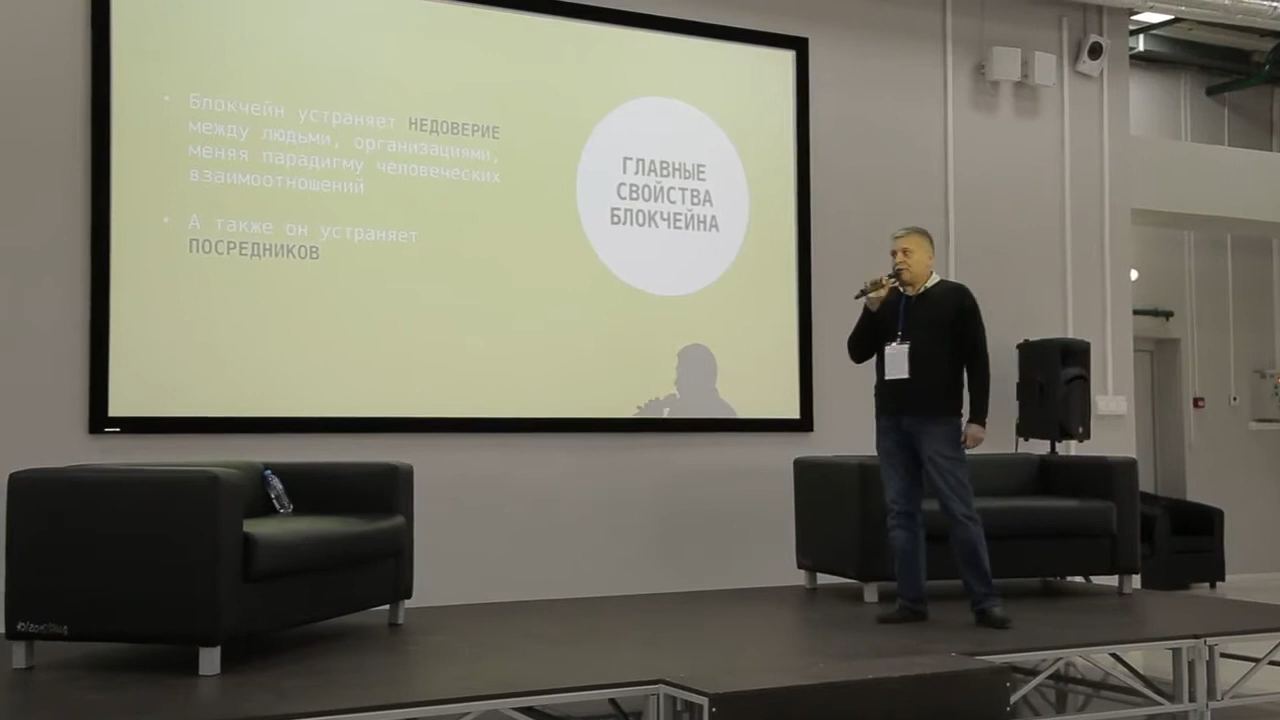 • Блокчейн устраняет НЕДОВЕРИЕ
между людьми, организациями,
меняя парадигму человеческих
взаимоотношений
• А также он устраняет
ПОСРЕДНИКОВ
ГЛАВНЫЕ
СВОЙСТВА
БЛОКЧЕЙНА